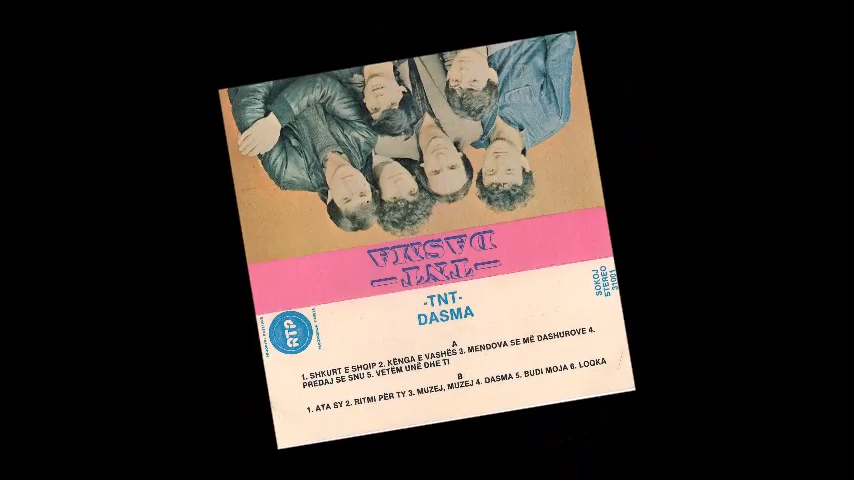 DASMA
-TNT-
-TNT-
DASMA
SOKOJ
STEREO
31001
RTP
A
1. SHKURT E SHQIP 2. KËNGA E VASHËS 3. MENDOVA SE MË DASHUROVE 4.
PREDAJ SE SNU 5. VETËM UNË DHE TI
B
1. ATA SY 2. RITMI PËR TY 3. MUZEJ, MUZEJ 4. DASMA 5. BUDI MOJA 6. LOOKA